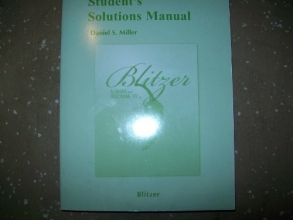 Student's
Solutions Manual
Daniel S. Miller
Blitzer
Blitzer